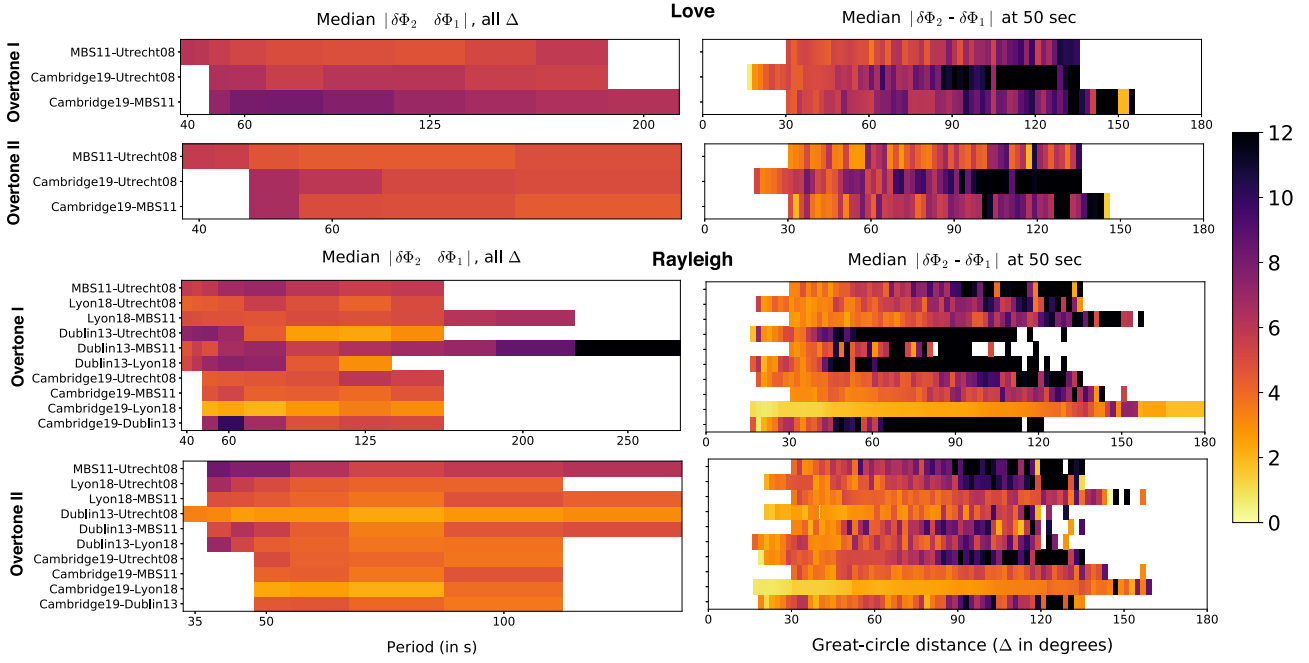 Love
Median |δΦ₂ δΦ₁|, all Δ
Median |δΦ₂ - δΦ₁| at 50 sec
Overtone I
MBS11-Utrecht08
Cambridge19-Utrecht08
Cambridge19-MBS11
40 60 125 200
0 30 60 90 120 150 180
Overtone II
MBS11-Utrecht08
Cambridge19-Utrecht08
Cambridge19-MBS11
40 60
0 30 60 90 120 150 180
Rayleigh
Median |δΦ₂ δΦ₁|, all Δ
Median |δΦ₂ - δΦ₁| at 50 sec
Overtone I
MBS11-Utrecht08
Lyon18-Utrecht08
Lyon18-MBS11
Dublin13-Utrecht08
Dublin13-MBS11
Dublin13-Lyon18
Cambridge19-Utrecht08
Cambridge19-MBS11
Cambridge19-Lyon18
Cambridge19-Dublin13
40 60 125 200 250
0 30 60 90 120 150 180
Overtone II
MBS11-Utrecht08
Lyon18-Utrecht08
Lyon18-MBS11
Dublin13-Utrecht08
Dublin13-MBS11
Dublin13-Lyon18
Cambridge19-Utrecht08
Cambridge19-MBS11
Cambridge19-Lyon18
Cambridge19-Dublin13
35 50 100
0 30 60 90 120 150 180
Period (in s)
Great-circle distance (Δ in degrees)
12
10
8
6
4
2
0